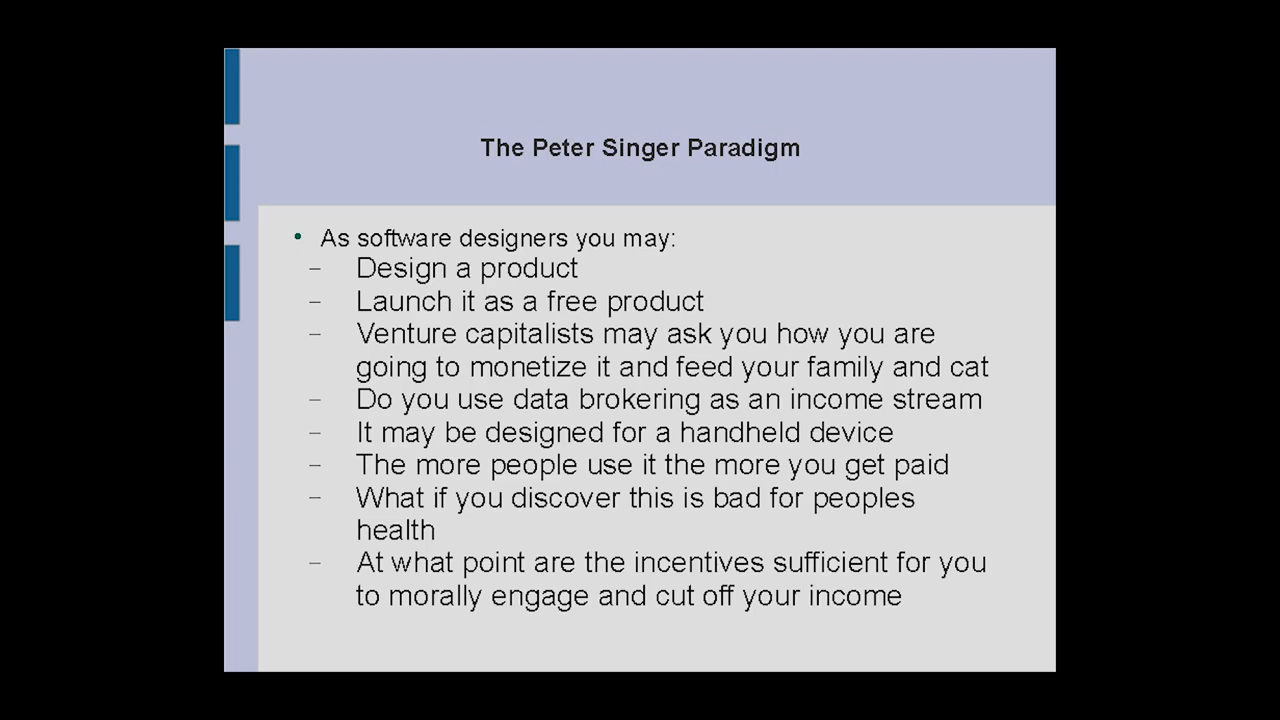 The Peter Singer Paradigm
• As software designers you may:
– Design a product
– Launch it as a free product
– Venture capitalists may ask you how you are
going to monetize it and feed your family and cat
– Do you use data brokering as an income stream
– It may be designed for a handheld device
– The more people use it the more you get paid
– What if you discover this is bad for peoples
health
– At what point are the incentives sufficient for you
to morally engage and cut off your income